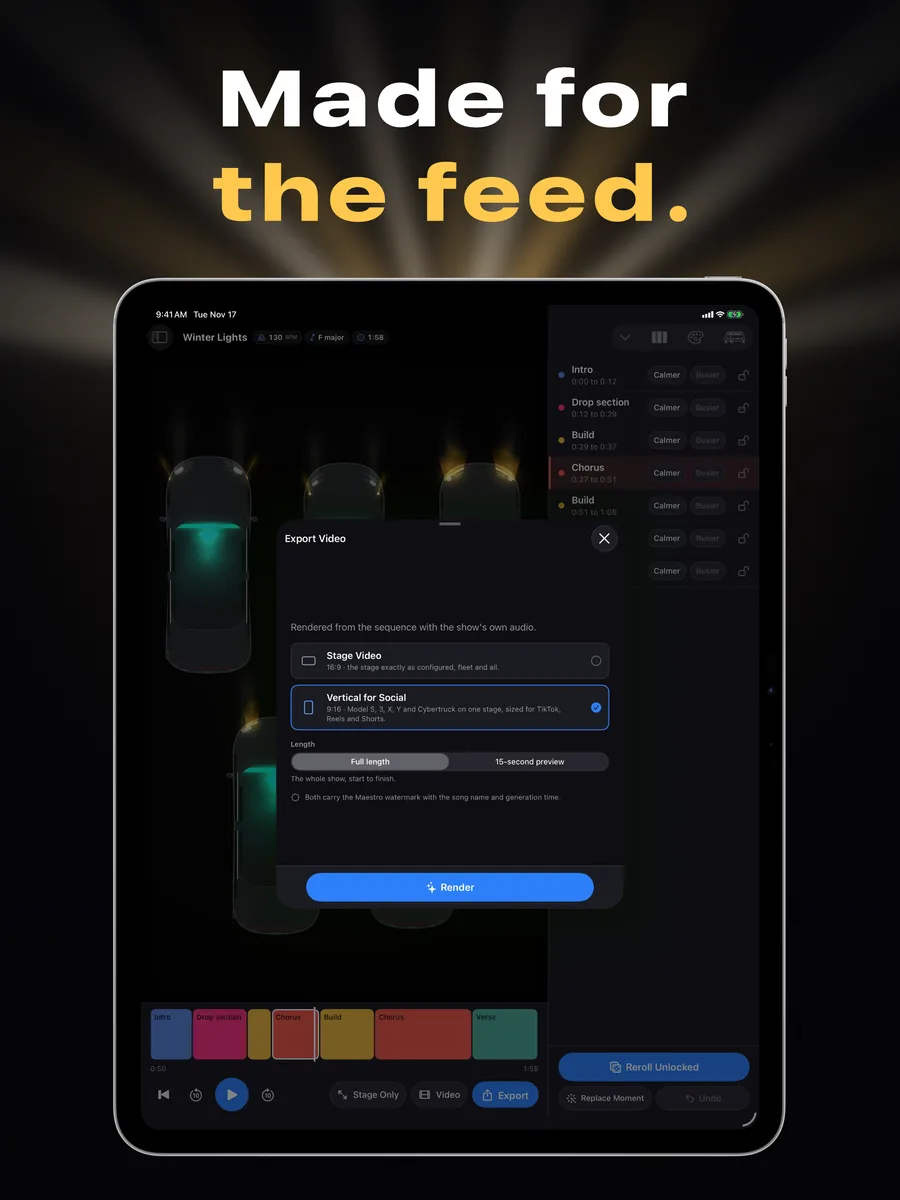 Made for
the feed.
9:41 AM Tue Nov 17
Winter Lights
130 BPM
F major
1:58
Intro
0:00 to 0:12
Calmer
Busier
Drop section
0:12 to 0:29
Calmer
Busier
Build
0:29 to 0:37
Calmer
Busier
Chorus
0:37 to 0:51
Calmer
Busier
Build
0:51 to 1:08
Calmer
Busier
Calmer
Busier
Calmer
Busier
Export Video
Rendered from the sequence with the show's own audio.
Stage Video
16:9 · the stage exactly as configured, fleet and all.
Vertical for Social
9:16 · Model S, 3, X, Y and Cybertruck on one stage, sized for TikTok,
Reels and Shorts.
Length
Full length
15-second preview
The whole show, start to finish.
Both carry the Maestro watermark with the song name and generation time.
Render
Intro
Drop section
Chorus
Build
Chorus
Verse
0:50
1:58
10
10
Stage Only
Video
Export
Reroll Unlocked
Replace Moment
Undo